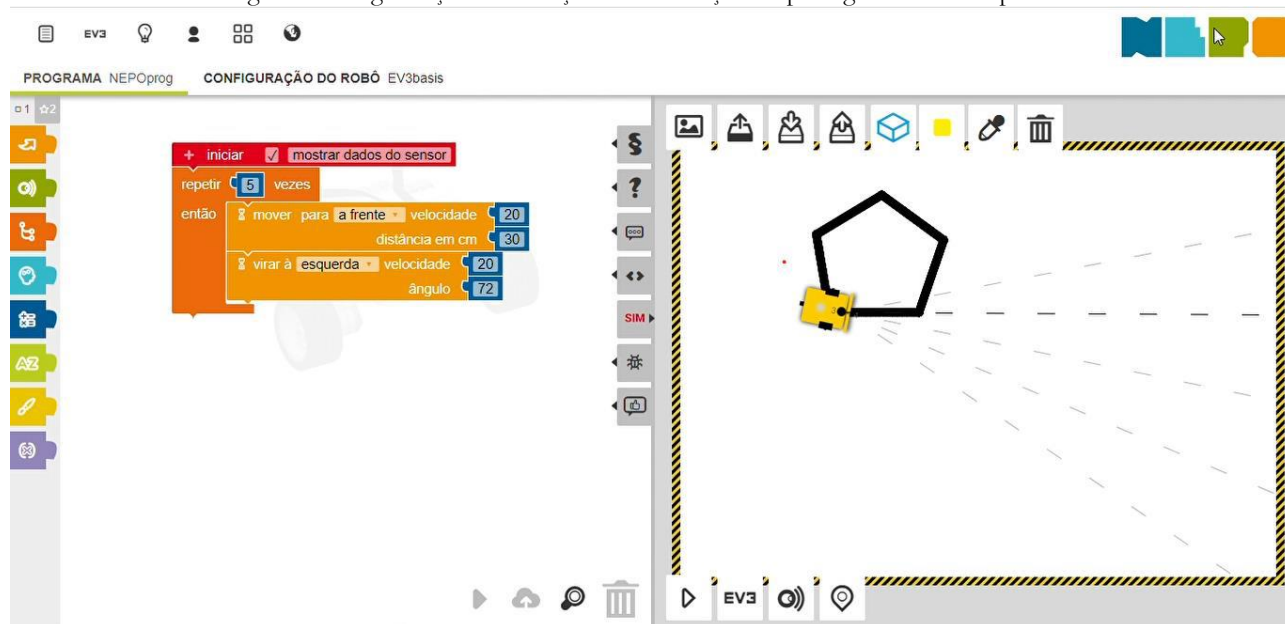 EV3
PROGRAMA NEPOprog CONFIGURAÇÃO DO ROBÔ EV3basis
1 2
+ iniciar mostrar dados do sensor
repetir 5 vezes
então mover para a frente velocidade 20
distância em cm 30
virar à esquerda velocidade 20
ângulo 72
§
?
<>
SIM
AZ
EV3